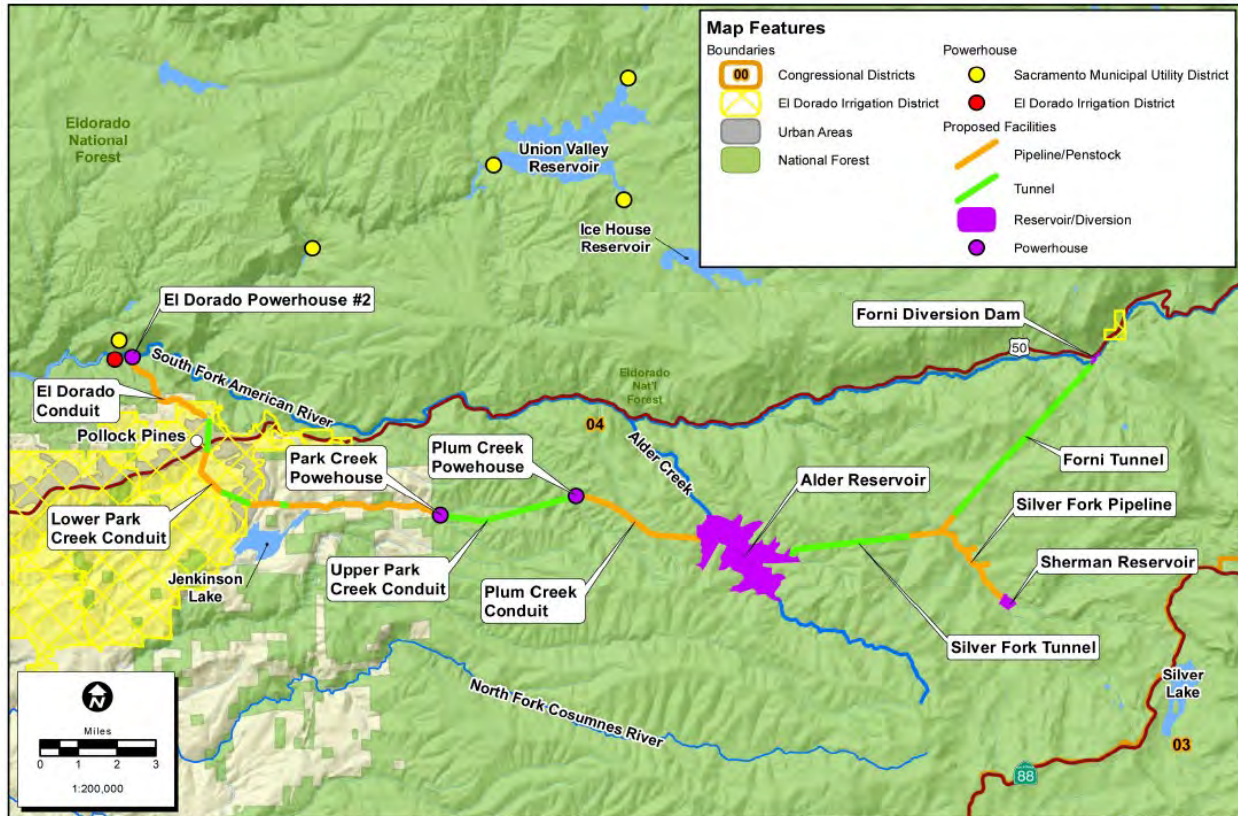 Map Features
Boundaries
00
Congressional Districts
El Dorado Irrigation District
Urban Areas
National Forest
Powerhouse
Sacramento Municipal Utility District
El Dorado Irrigation District
Proposed Facilities
Pipeline/Penstock
Tunnel
Reservoir/Diversion
Powerhouse
Eldorado
National
Forest
Union Valley
Reservoir
Ice House
Reservoir
El Dorado Powerhouse #2
Forni Diversion Dam
50
South Fork American River
El Dorado
Conduit
Eldorado
Nat'l
Forest
04
Pollock Pines
Park Creek
Powehouse
Plum Creek
Powehouse
Alder Creek
Alder Reservoir
Forni Tunnel
Silver Fork Pipeline
Sherman Reservoir
Lower Park
Creek Conduit
Jenkinson
Lake
Upper Park
Creek Conduit
Plum Creek
Conduit
Silver Fork Tunnel
North Fork Cosumnes River
Silver
Lake
03
88
N
Miles
0 1 2 3
1:200,000